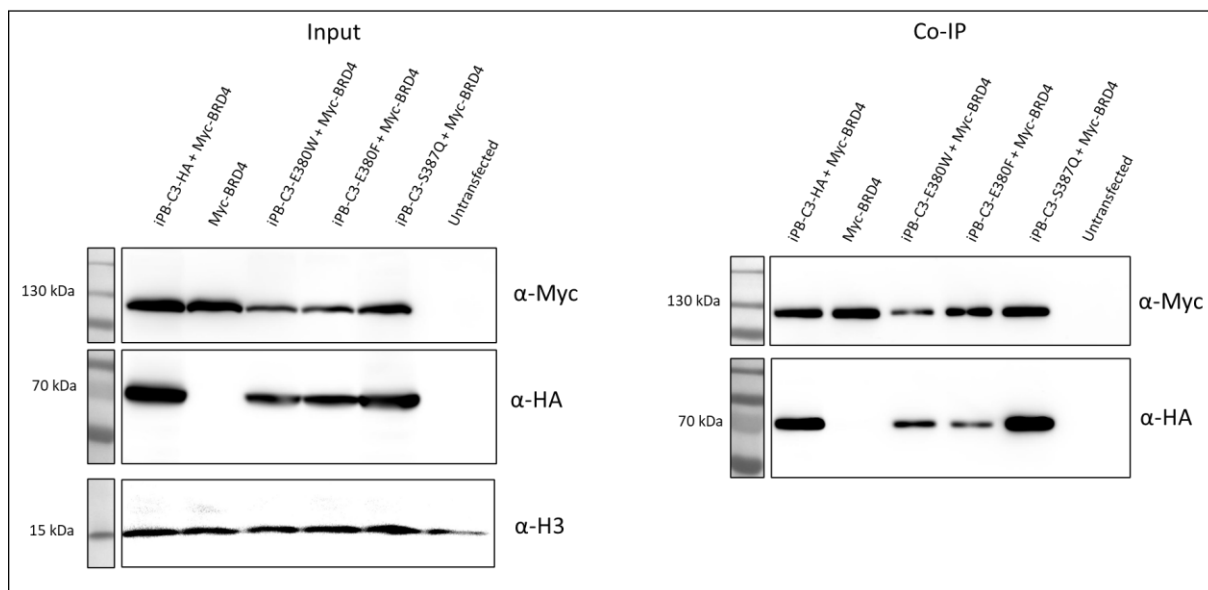 Input
Co-IP
iPB-C3-HA + Myc-BRD4
Myc-BRD4
iPB-C3-E380W + Myc-BRD4
iPB-C3-E380F + Myc-BRD4
iPB-C3-S387Q + Myc-BRD4
Untransfected
iPB-C3-HA + Myc-BRD4
Myc-BRD4
iPB-C3-E380W + Myc-BRD4
iPB-C3-E380F + Myc-BRD4
iPB-C3-S387Q + Myc-BRD4
Untransfected
130 kDa
α-Myc
70 kDa
α-HA
15 kDa
α-H3
130 kDa
α-Myc
70 kDa
α-HA